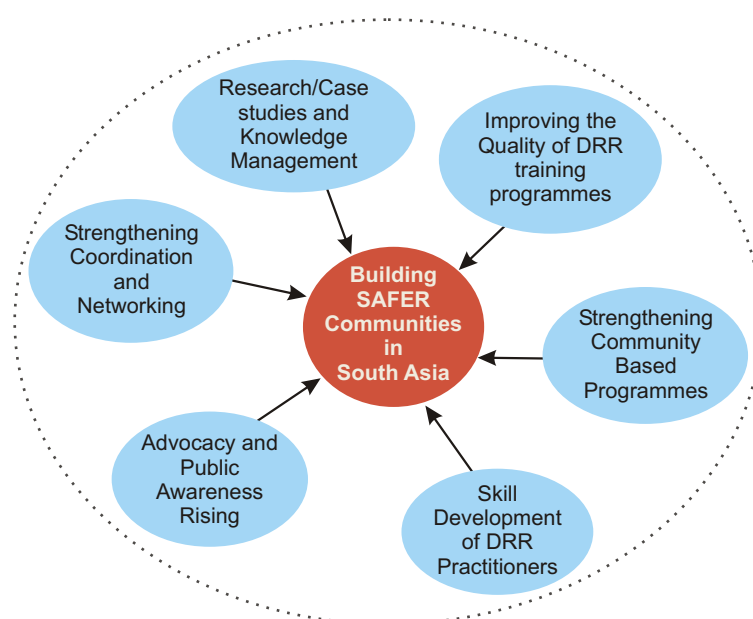 Research/Case
studies and
Knowledge
Management
Improving the
Quality of DRR
training
programmes
Strengthening
Coordination
and
Networking
Building
SAFER
Communities
in
South Asia
Strengthening
Community
Based
Programmes
Advocacy and
Public
Awareness
Rising
Skill
Development
of DRR
Practitioners